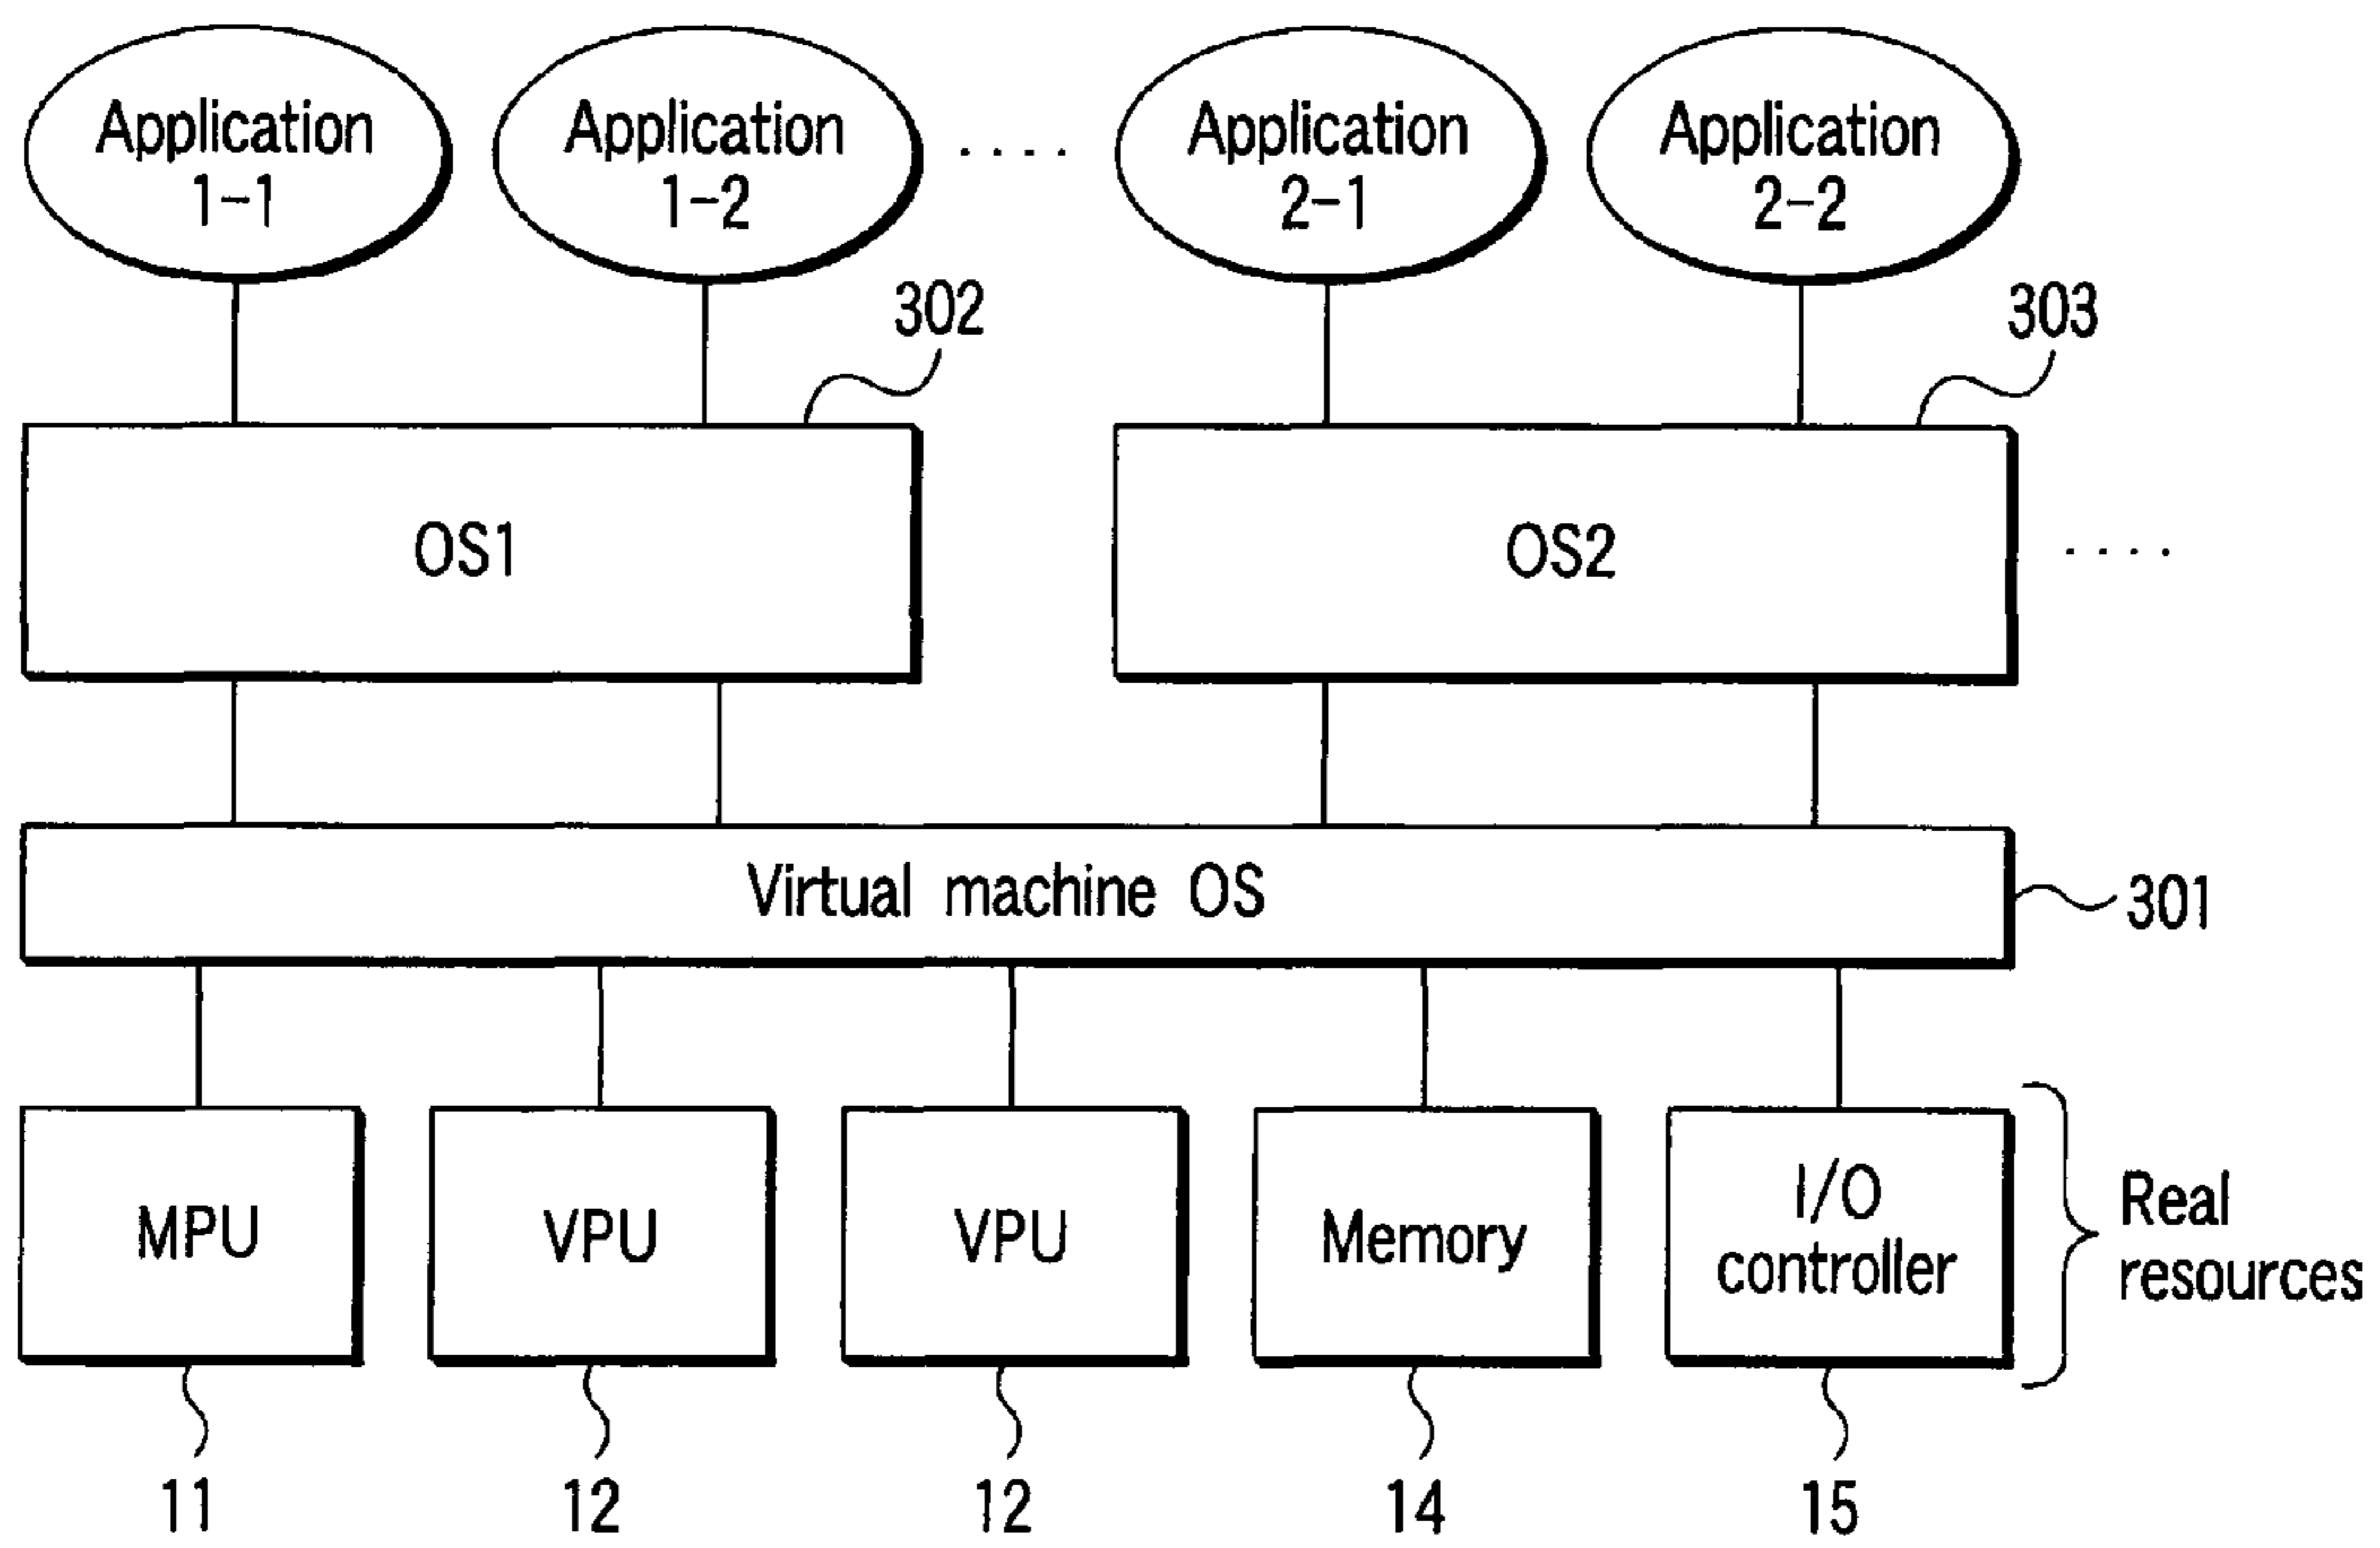 Application
1-1
Application
1-2
....
Application
2-1
Application
2-2
302
303
OS1
OS2
....
Virtual machine OS
301
MPU
VPU
VPU
Memory
I/O
controller
Real
resources
11
12
12
14
15